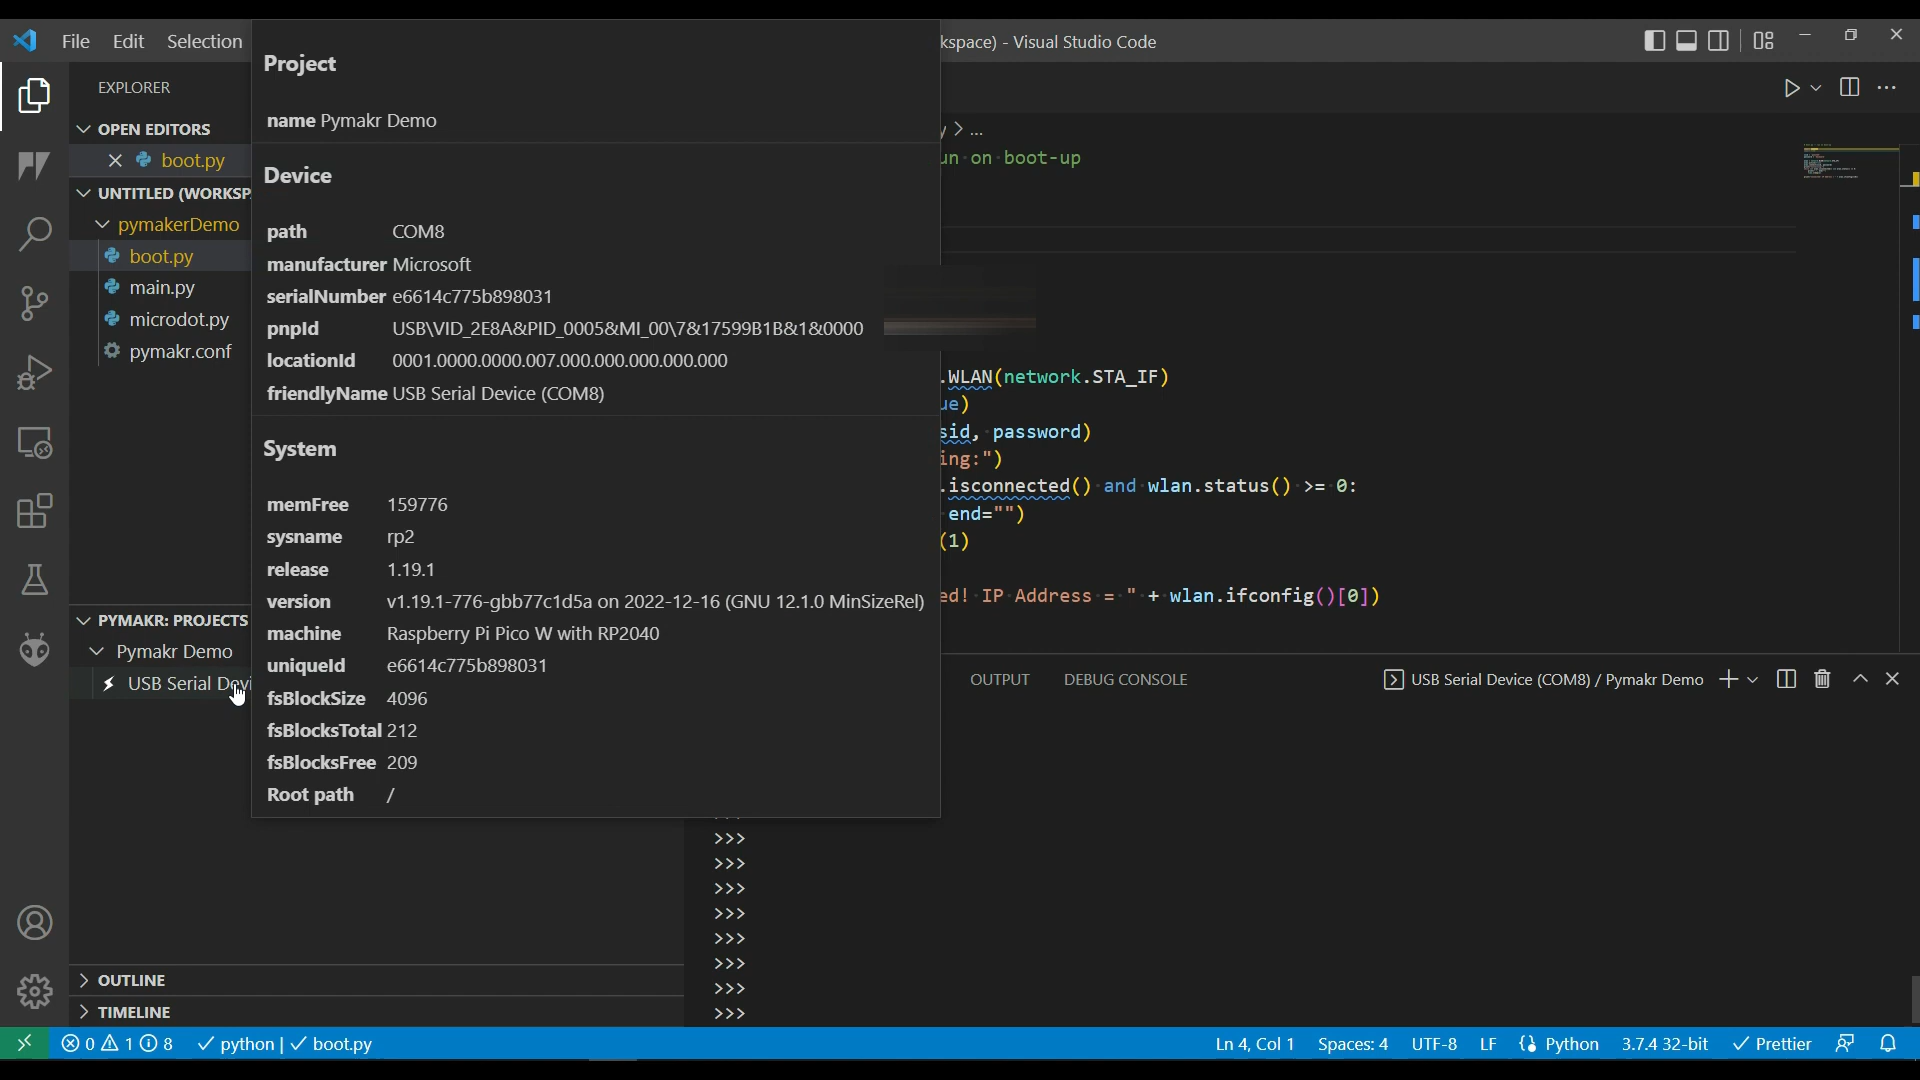 File Edit Selection
kspace) - Visual Studio Code
EXPLORER
OPEN EDITORS
boot.py
UNTITLED (WORKSP
pymakerDemo
boot.py
main.py
microdot.py
pymakr.conf
PYMAKR: PROJECTS
Pymakr Demo
USB Serial Devi
OUTLINE
TIMELINE
Project
name Pymakr Demo
Device
path COM8
manufacturer Microsoft
serialNumber e6614c775b898031
pnpId USB\VID_2E8A&PID_0005&MI_00\7&17599B1B&1&0000
locationId 0001.0000.0000.007.000.000.000.000.000
friendlyName USB Serial Device (COM8)
System
memFree 159776
sysname rp2
release 1.19.1
version v1.19.1-776-gbb77c1d5a on 2022-12-16 (GNU 12.1.0 MinSizeRel)
machine Raspberry Pi Pico W with RP2040
uniqueId e6614c775b898031
fsBlockSize 4096
fsBlocksTotal 212
fsBlocksFree 209
Root path /
y > ...
un on boot-up
.WLAN(network.STA_IF)
ue)
sid, password)
ing:")
.isconnected() and wlan.status() >= 0:
end="")
(1)
ed! IP Address = " + wlan.ifconfig()[0])
OUTPUT DEBUG CONSOLE USB Serial Device (COM8) / Pymakr Demo
>>>
>>>
>>>
>>>
>>>
>>>
>>>
>>>
0 1 8 python | boot.py Ln 4, Col 1 Spaces: 4 UTF-8 LF Python 3.7.4 32-bit Prettier